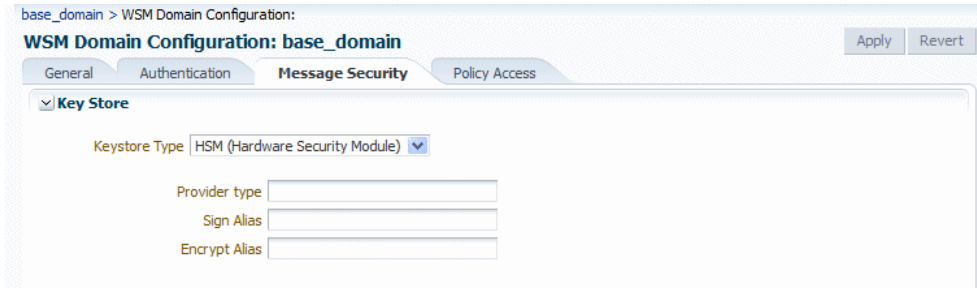 base_domain > WSM Domain Configuration:
WSM Domain Configuration: base_domain Apply Revert
General Authentication Message Security Policy Access
Key Store
Keystore Type HSM (Hardware Security Module)
Provider type
Sign Alias
Encrypt Alias